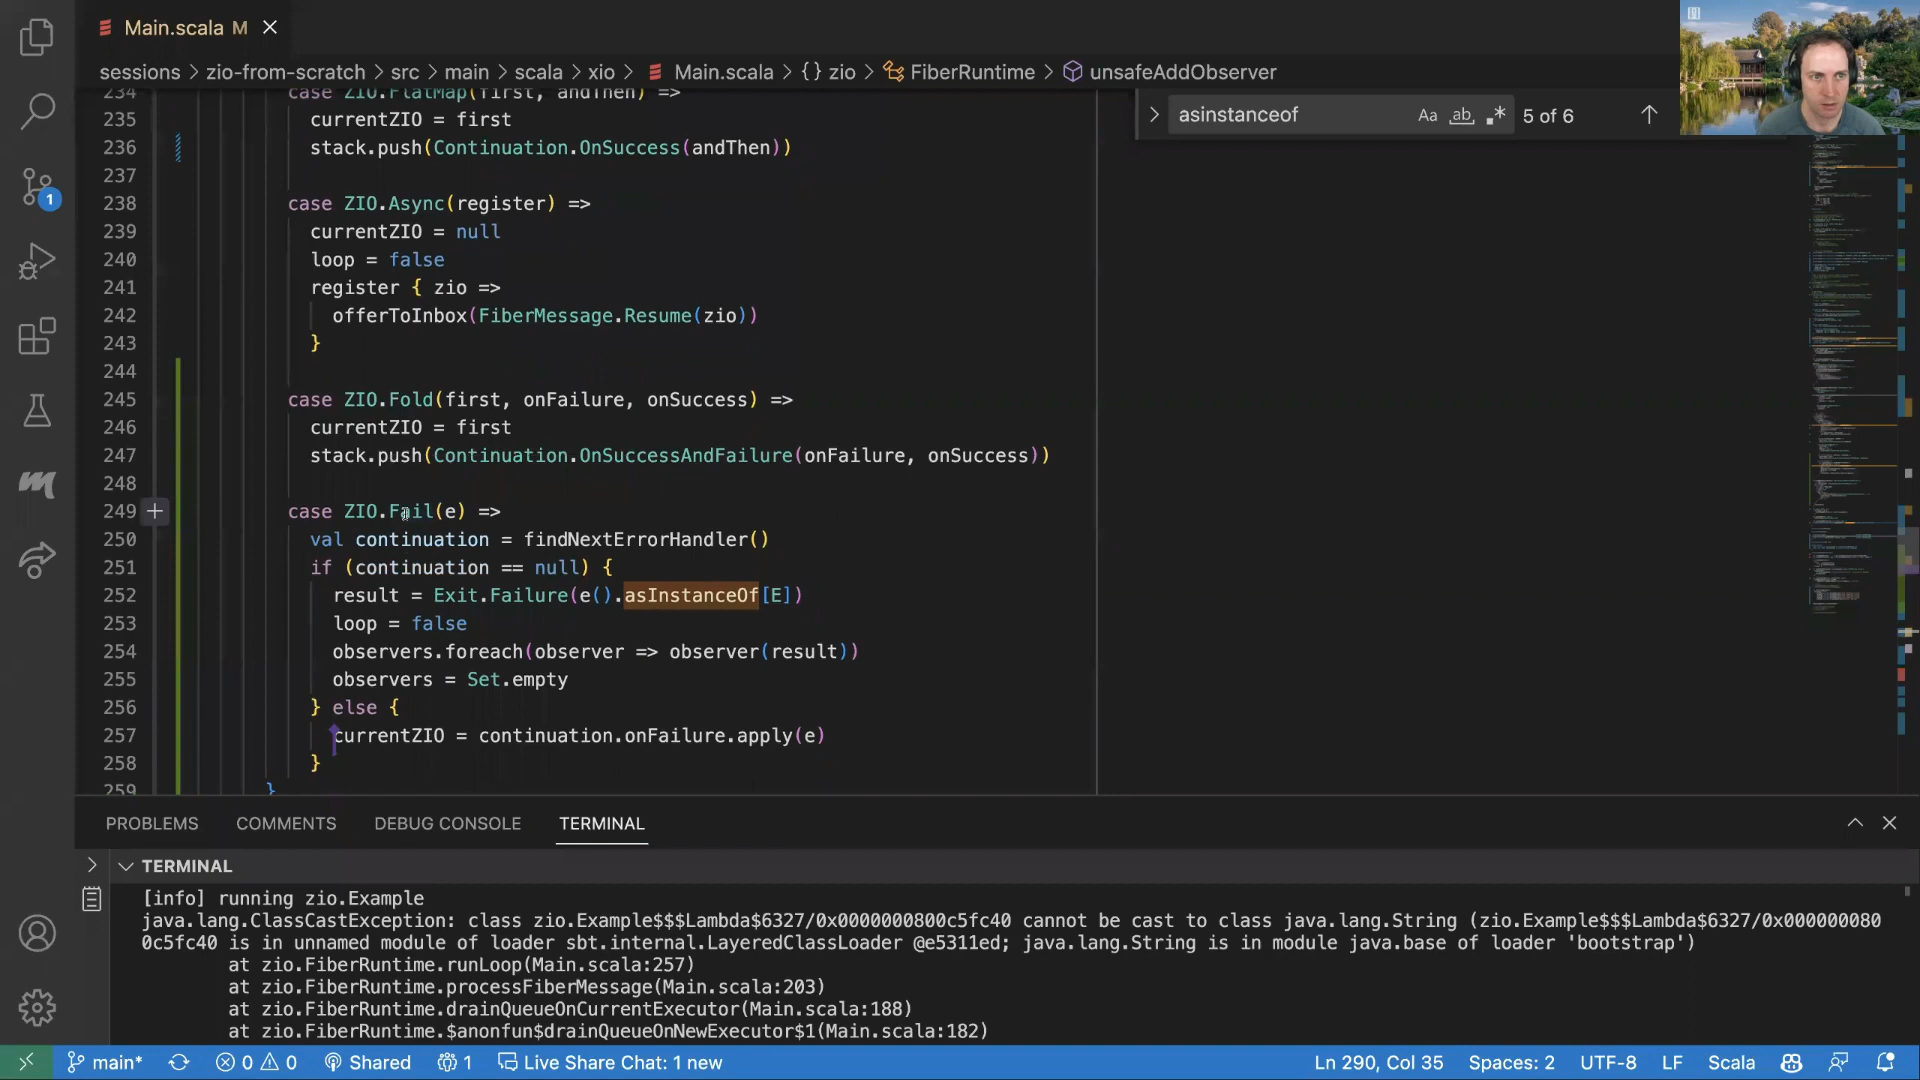 Main.scala M
sessions > zio-from-scratch > src > main > scala > xio > Main.scala > {} zio > FiberRuntime > unsafeAddObserver
asinstanceof Aa ab .* 5 of 6
234 case ZIO.FlatMap(first, andThen) =>
235 currentZIO = first
236 stack.push(Continuation.OnSuccess(andThen))
237
238 case ZIO.Async(register) =>
239 currentZIO = null
240 loop = false
241 register { zio =>
242 offerToInbox(FiberMessage.Resume(zio))
243 }
244
245 case ZIO.Fold(first, onFailure, onSuccess) =>
246 currentZIO = first
247 stack.push(Continuation.OnSuccessAndFailure(onFailure, onSuccess))
248
249 case ZIO.Fail(e) =>
250 val continuation = findNextErrorHandler()
251 if (continuation == null) {
252 result = Exit.Failure(e().asInstanceOf[E])
253 loop = false
254 observers.foreach(observer => observer(result))
255 observers = Set.empty
256 } else {
257 currentZIO = continuation.onFailure.apply(e)
258 }
259 }
1
PROBLEMS COMMENTS DEBUG CONSOLE TERMINAL
TERMINAL
[info] running zio.Example
java.lang.ClassCastException: class zio.Example$$$Lambda$6327/0x0000000800c5fc40 cannot be cast to class java.lang.String (zio.Example$$$Lambda$6327/0x000000080
0c5fc40 is in unnamed module of loader sbt.internal.LayeredClassLoader @e5311ed; java.lang.String is in module java.base of loader 'bootstrap')
at zio.FiberRuntime.runLoop(Main.scala:257)
at zio.FiberRuntime.processFiberMessage(Main.scala:203)
at zio.FiberRuntime.drainQueueOnCurrentExecutor(Main.scala:188)
at zio.FiberRuntime.$anonfun$drainQueueOnNewExecutor$1(Main.scala:182)
main* 0 0 Shared 1 Live Share Chat: 1 new Ln 290, Col 35 Spaces: 2 UTF-8 LF Scala